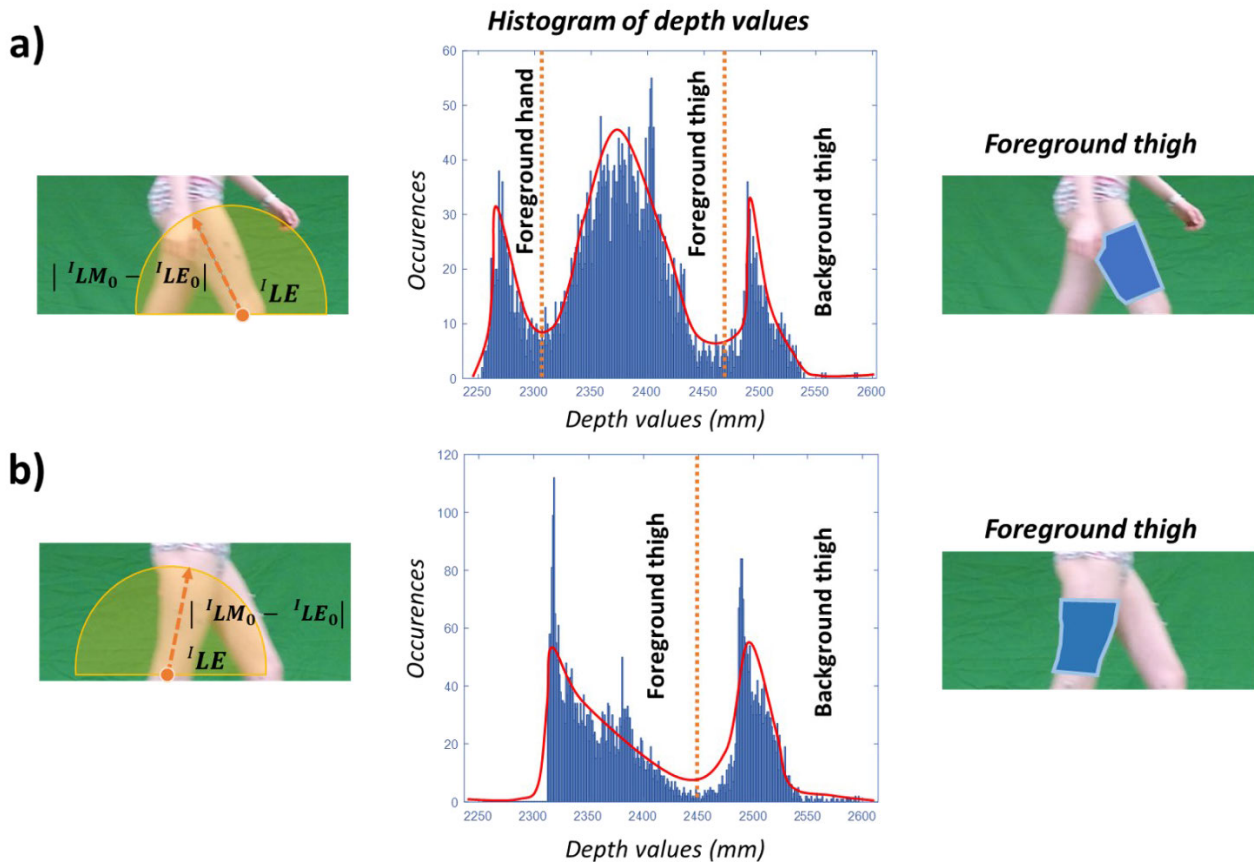 a)
Histogram of depth values
60
50
40
30
20
10
0
Occurences
Foreground hand
Foreground thigh
Background thigh
2250 2300 2350 2400 2450 2500 2550 2600
Depth values (mm)
| ᴵLM₀ − ᴵLE₀|
ᴵLE
Foreground thigh
b)
120
100
80
60
40
20
0
Occurences
Foreground thigh
Background thigh
2250 2300 2350 2400 2450 2500 2550 2600
Depth values (mm)
| ᴵLM₀ − ᴵLE₀|
ᴵLE
Foreground thigh